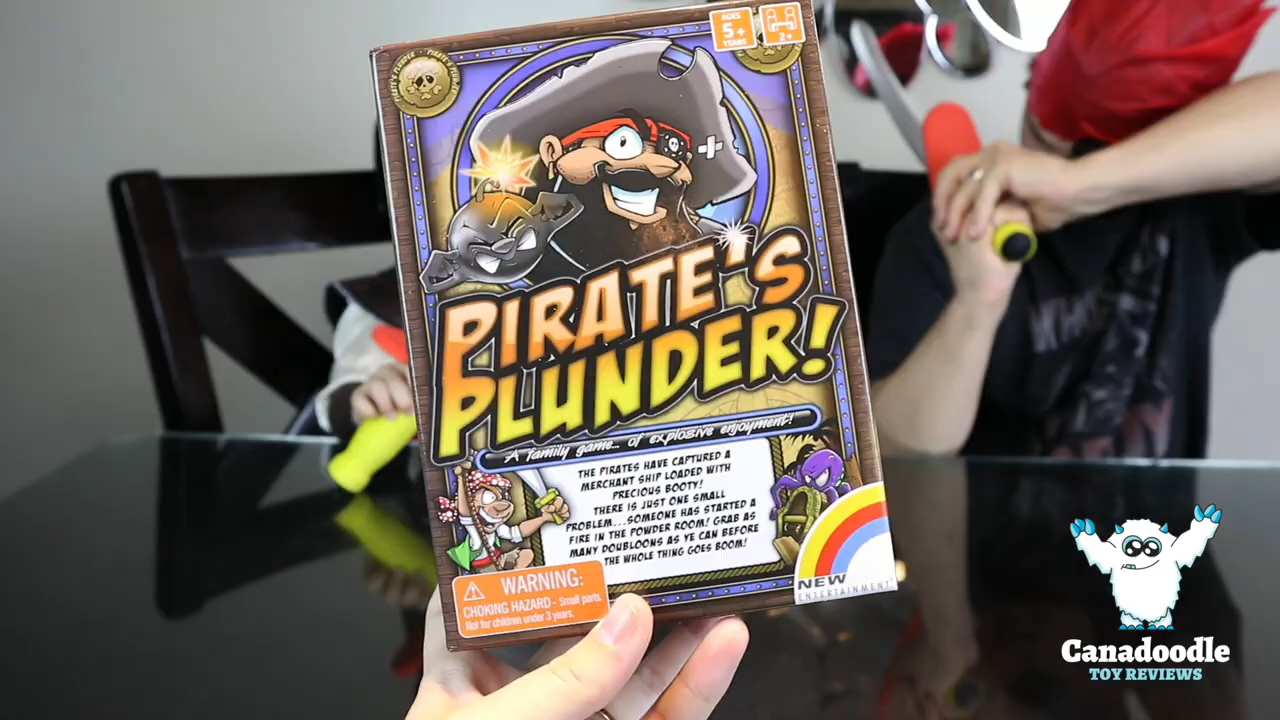 AGES
5+
YEARS
2+
PIRATE'S
PLUNDER!
A family game... of explosive enjoyment!
THE PIRATES HAVE CAPTURED A
MERCHANT SHIP LOADED WITH
PRECIOUS BOOTY!
THERE IS JUST ONE SMALL
PROBLEM...SOMEONE HAS STARTED A
FIRE IN THE POWDER ROOM! GRAB AS
MANY DOUBLOONS AS YE CAN BEFORE
THE WHOLE THING GOES BOOM!
WARNING:
CHOKING HAZARD - Small parts.
Not for children under 3 years.
NEW
ENTERTAINMENT
Canadoodle
TOY REVIEWS